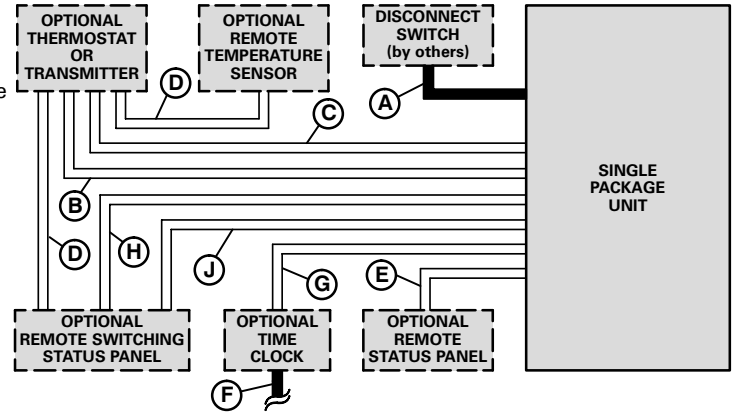 OPTIONAL
THERMOSTAT
OR
TRANSMITTER
OPTIONAL
REMOTE
TEMPERATURE
SENSOR
DISCONNECT
SWITCH
(by others)
e
D
A
C
SINGLE
PACKAGE
UNIT
B
D
H
J
G
E
OPTIONAL
REMOTE SWITCHING
STATUS PANEL
OPTIONAL
TIME
CLOCK
OPTIONAL
REMOTE
STATUS PANEL
F